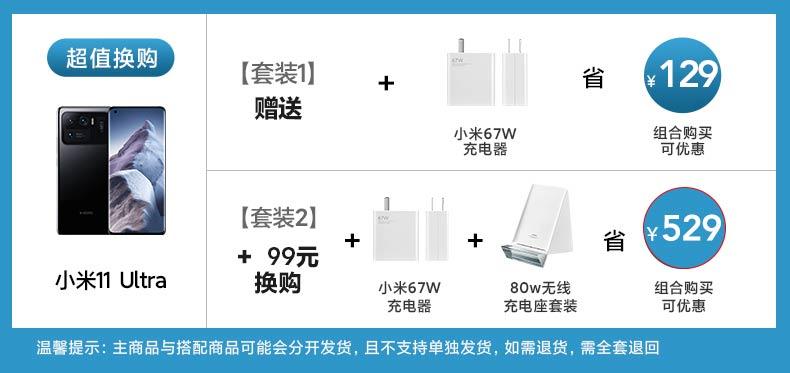 超值换购
小米11 Ultra
【套装1】
赠送
+
67W
小米67W
充电器
省
¥129
组合购买
可优惠
【套装2】
+ 99元
换购
+
67W
小米67W
充电器
+
80w无线
充电座套装
省
¥529
组合购买
可优惠
温馨提示: 主商品与搭配商品可能会分开发货, 且不支持单独发货, 如需退货, 需全套退回